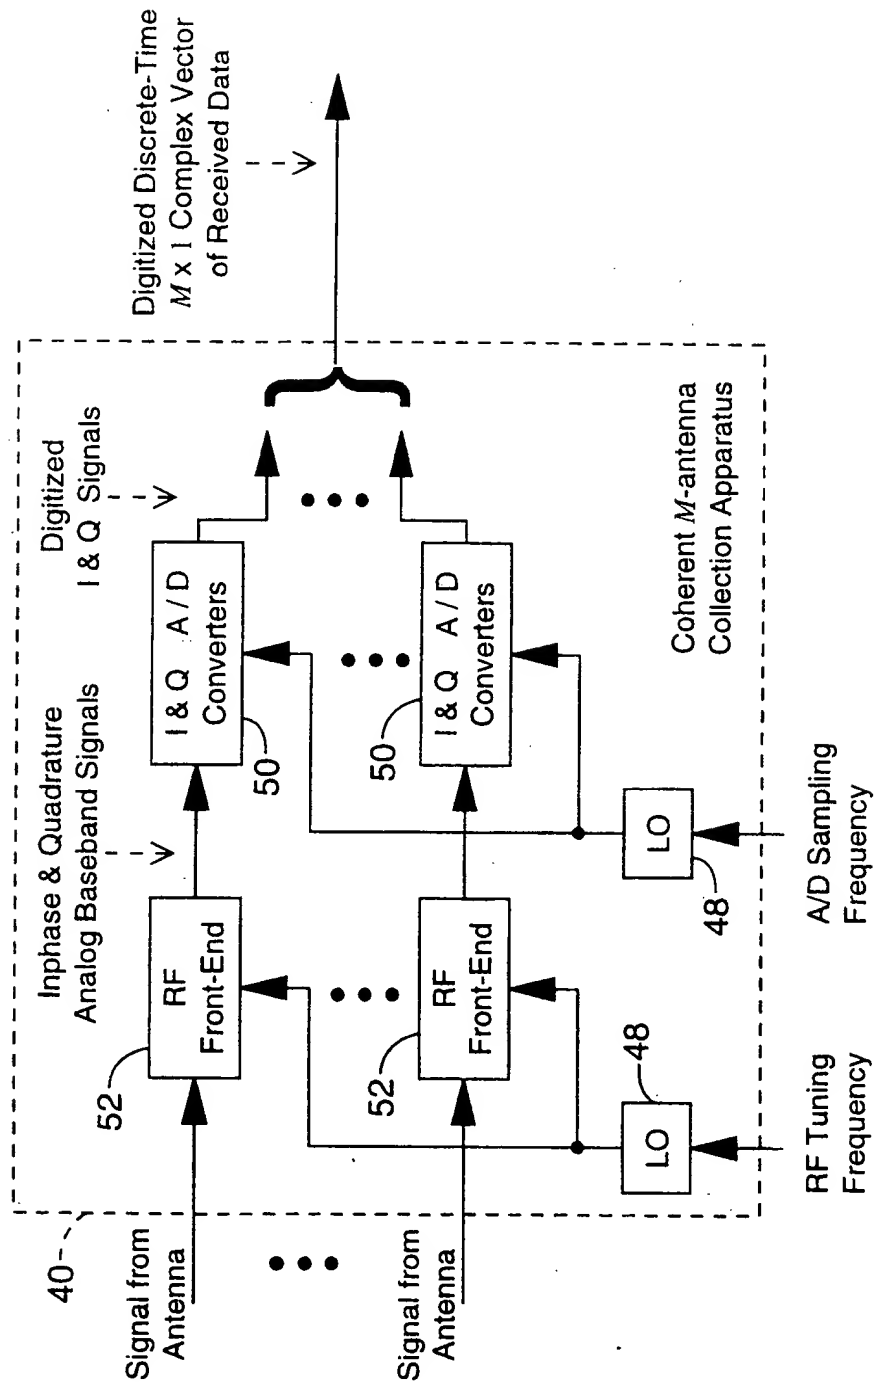 40
Signal from
Antenna
Signal from
Antenna
52
RF
Front-End
52
RF
Front-End
LO
48
RF Tuning
Frequency
Inphase & Quadrature
Analog Baseband Signals
50
I & Q A / D
Converters
50
I & Q A / D
Converters
LO
48
A/D Sampling
Frequency
Digitized
I & Q Signals
Coherent M-antenna
Collection Apparatus
Digitized Discrete-Time
M x 1 Complex Vector
of Received Data